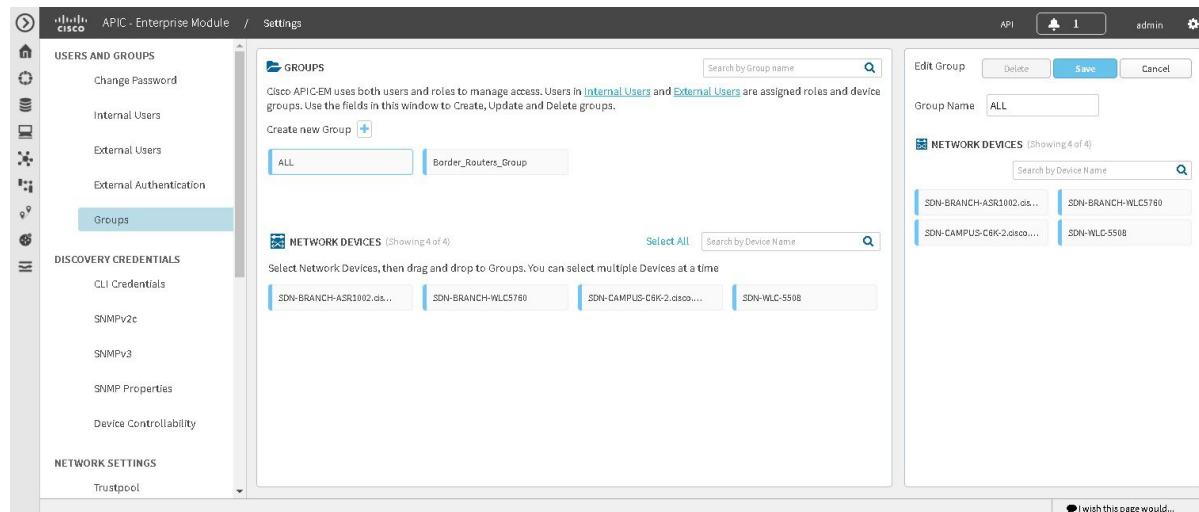 cisco APIC - Enterprise Module / Settings API 1 admin
USERS AND GROUPS
Change Password
Internal Users
External Users
External Authentication
Groups
DISCOVERY CREDENTIALS
CLI Credentials
SNMPv2c
SNMPv3
SNMP Properties
Device Controllability
NETWORK SETTINGS
Trustpool
GROUPS Search by Group name
Cisco APIC-EM uses both users and roles to manage access. Users in Internal Users and External Users are assigned roles and device
groups. Use the fields in this window to Create, Update and Delete groups.
Create new Group +
ALL Border_Routers_Group
NETWORK DEVICES (Showing 4 of 4) Select All Search by Device Name
Select Network Devices, then drag and drop to Groups. You can select multiple Devices at a time
SDN-BRANCH-ASR1002.cis... SDN-BRANCH-WLC5760 SDN-CAMPUS-C6K-2.cisco.... SDN-WLC-5508
Edit Group Delete Save Cancel
Group Name ALL
NETWORK DEVICES (Showing 4 of 4)
Search by Device Name
SDN-BRANCH-ASR1002.cis... SDN-BRANCH-WLC5760
SDN-CAMPUS-C6K-2.cisco.... SDN-WLC-5508
I wish this page would...